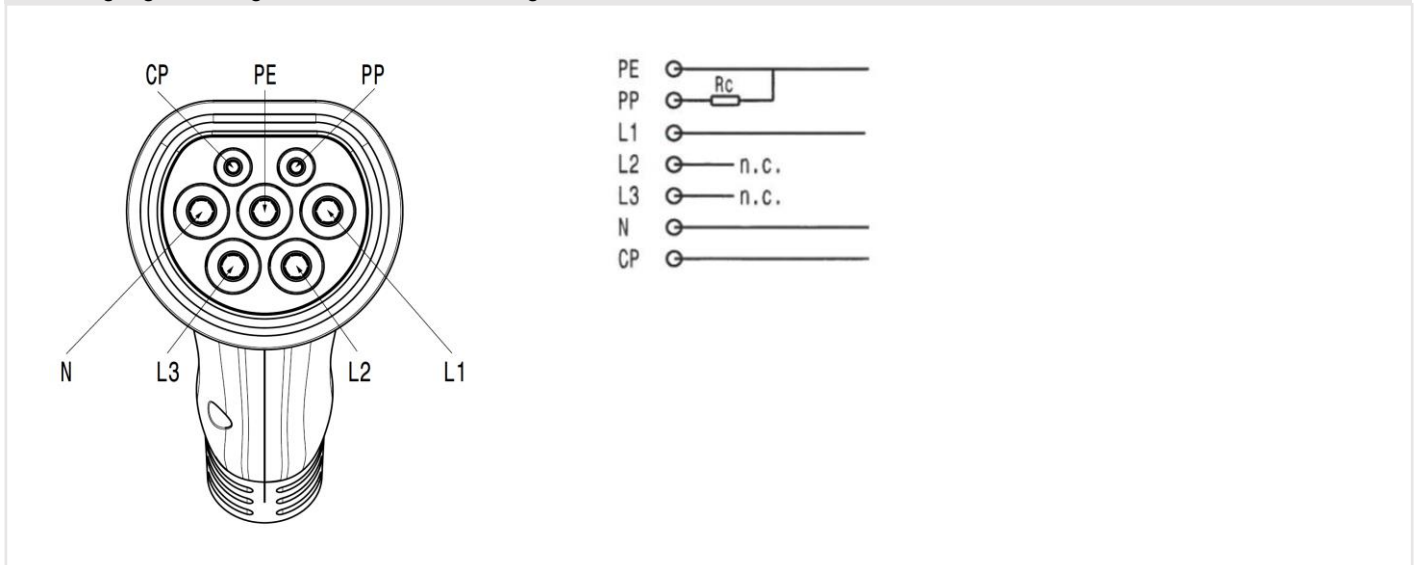 CP PE PP
N L3 L2 L1
PE
Rc
PP
L1
L2 n.c.
L3 n.c.
N
CP